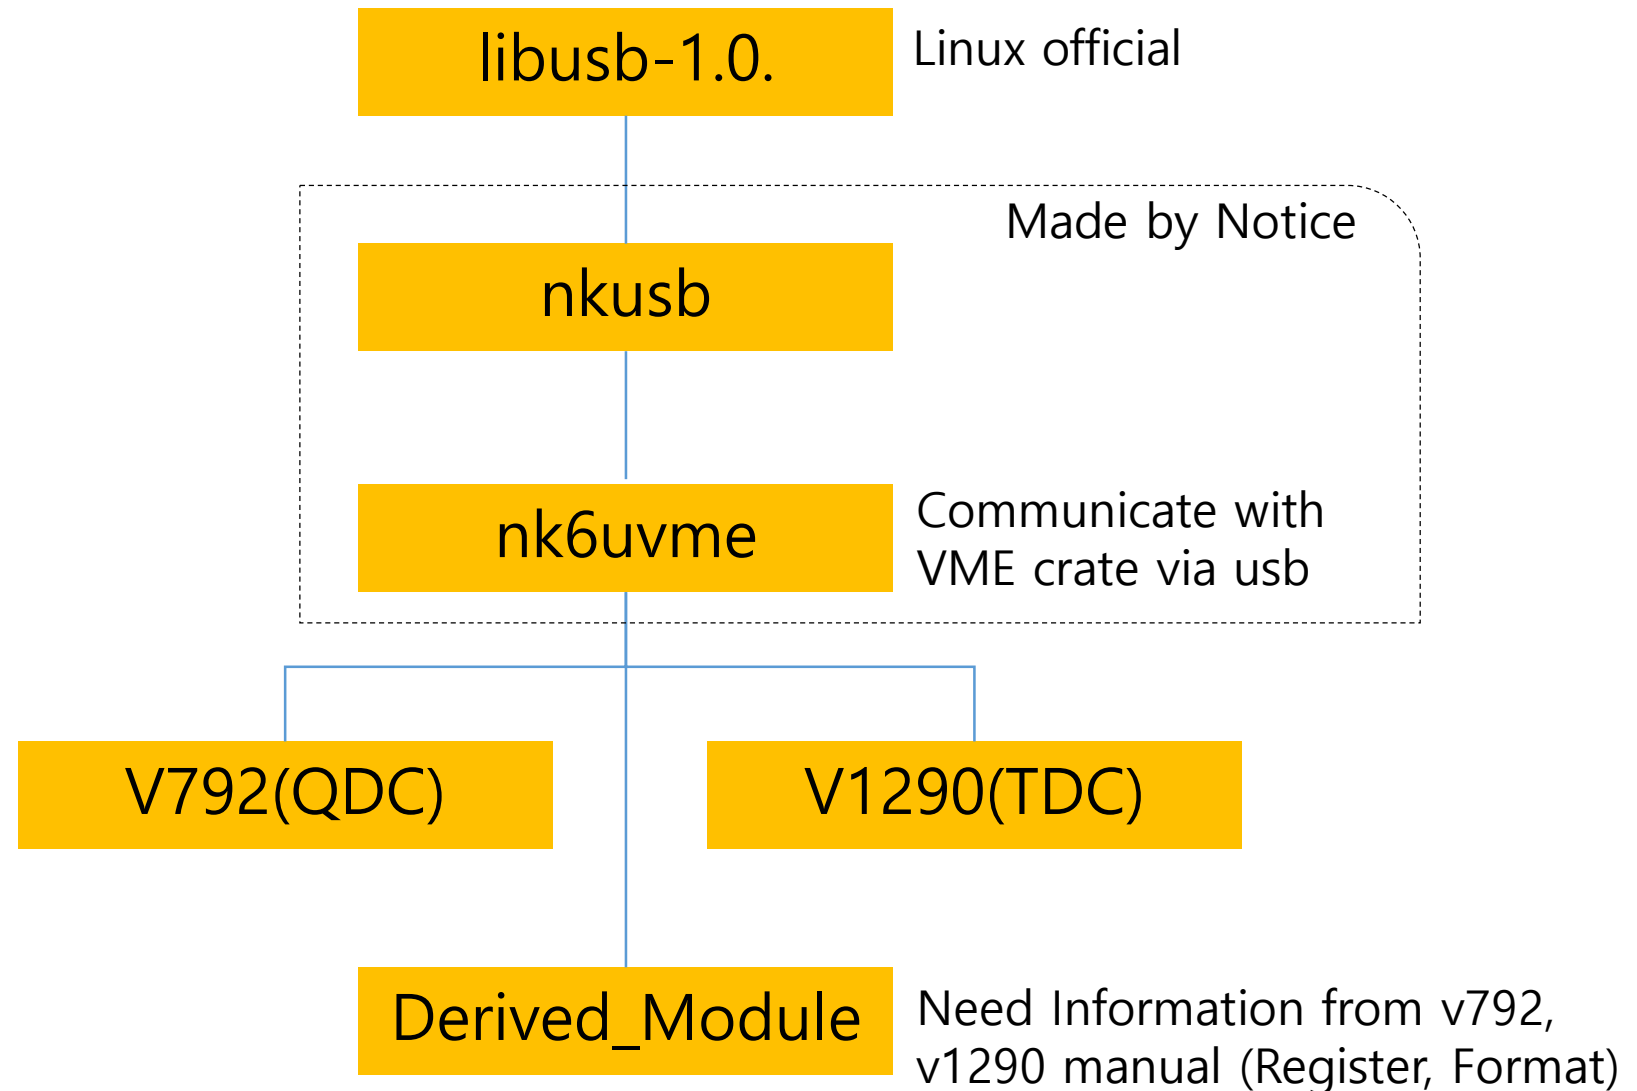 libusb-1.0.
Linux official
Made by Notice
nkusb
nk6uvme
Communicate with
VME crate via usb
V792(QDC)
V1290(TDC)
Derived_Module
Need Information from v792,
v1290 manual (Register, Format)